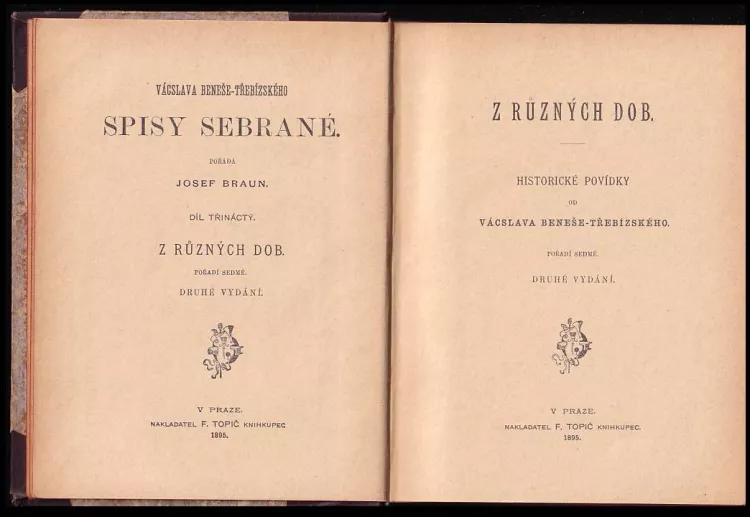 VÁCSLAVA BENEŠE-TŘEBÍZSKÉHO
SPISY SEBRANÉ.
POŘÁDÁ
JOSEF BRAUN.
DÍL TŘINÁCTÝ.
Z RŮZNÝCH DOB.
POŘADÍ SEDMÉ.
DRUHÉ VYDÁNÍ.
V PRAZE.
NAKLADATEL F. TOPIČ KNIHKUPEC
1895.
Z RŮZNÝCH DOB.
HISTORICKÉ POVÍDKY
OD
VÁCSLAVA BENEŠE-TŘEBÍZSKÉHO.
POŘADÍ SEDMÉ.
DRUHÉ VYDÁNÍ.
V PRAZE.
NAKLADATEL F. TOPIČ KNIHKUPEC.
1895.